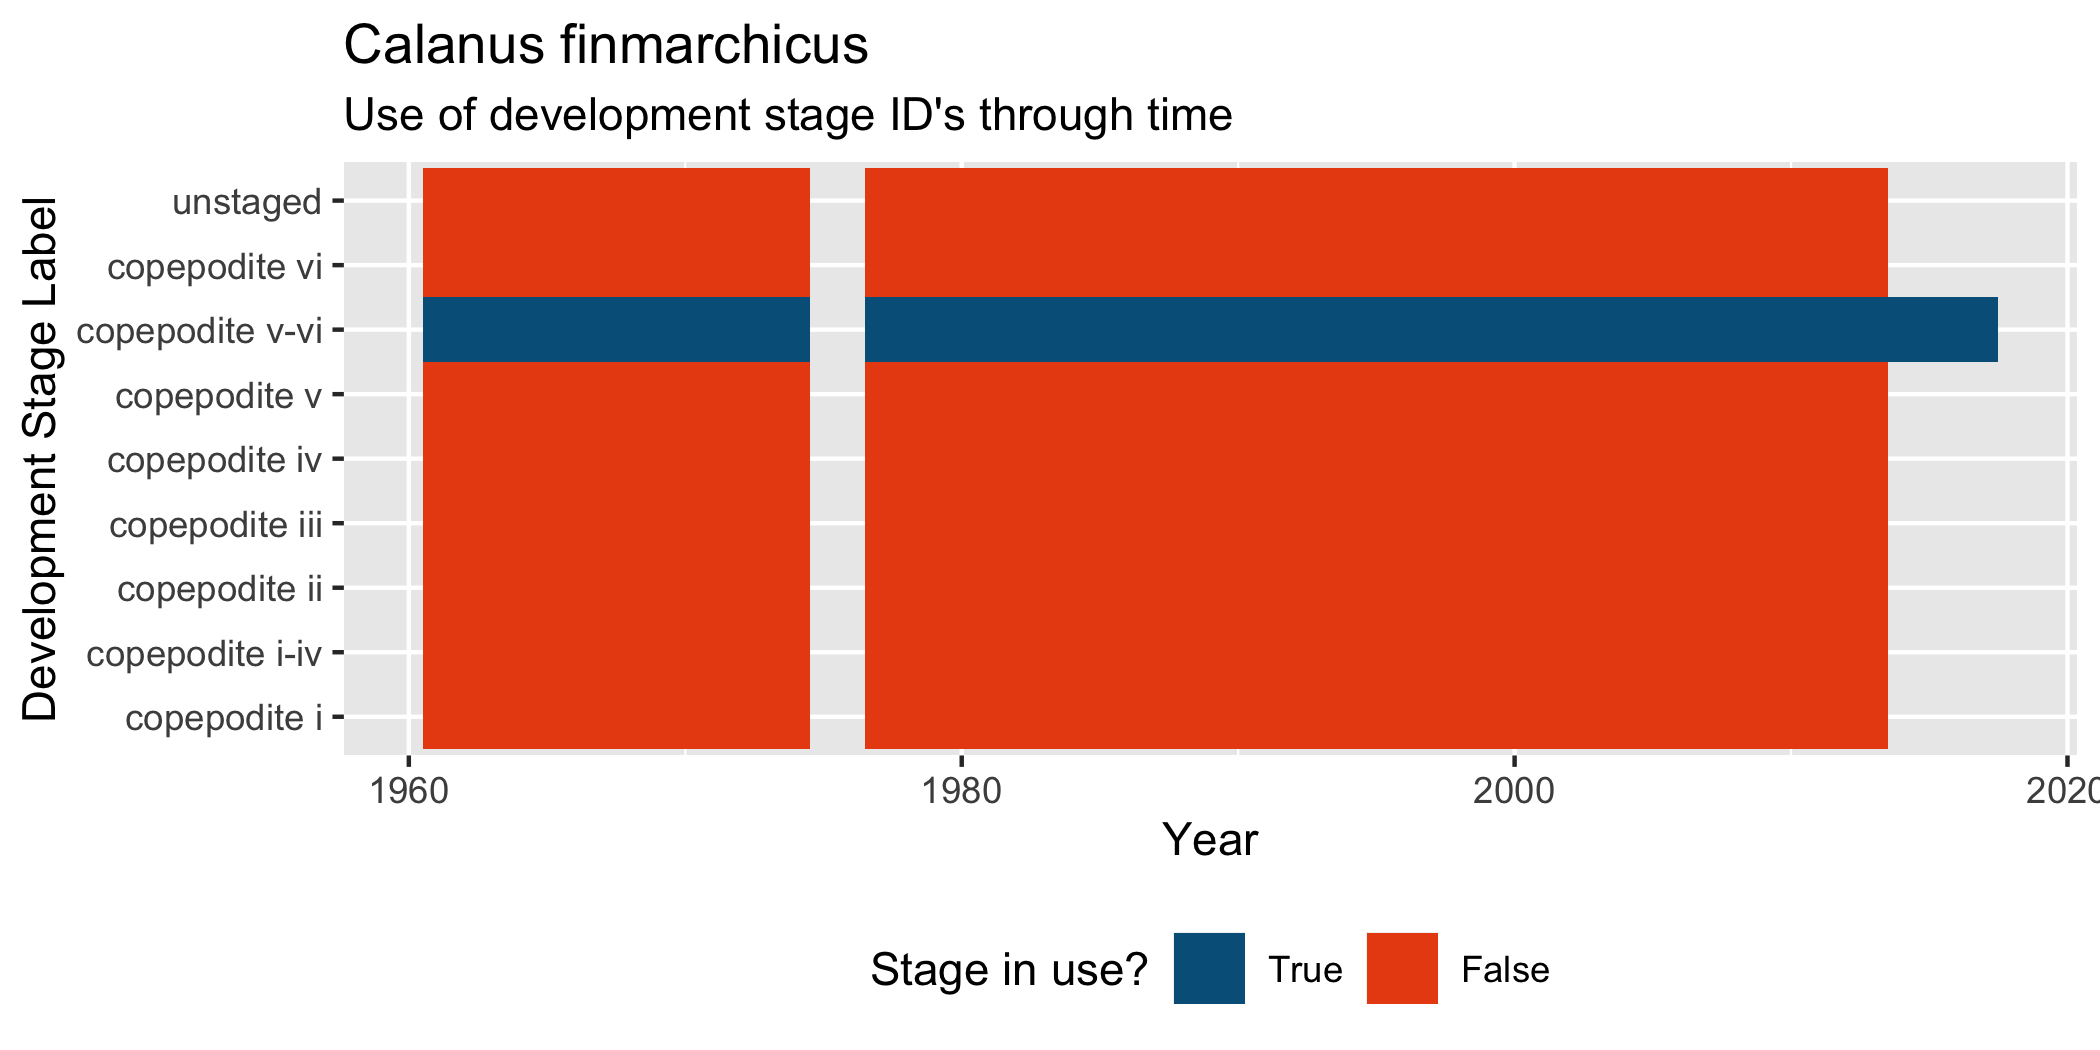 Calanus finmarchicus
Use of development stage ID's through time
Development Stage Label
unstaged
copepodite vi
copepodite v-vi
copepodite v
copepodite iv
copepodite iii
copepodite ii
copepodite i-iv
copepodite i
1960 1980 2000 2020
Year
Stage in use? True False